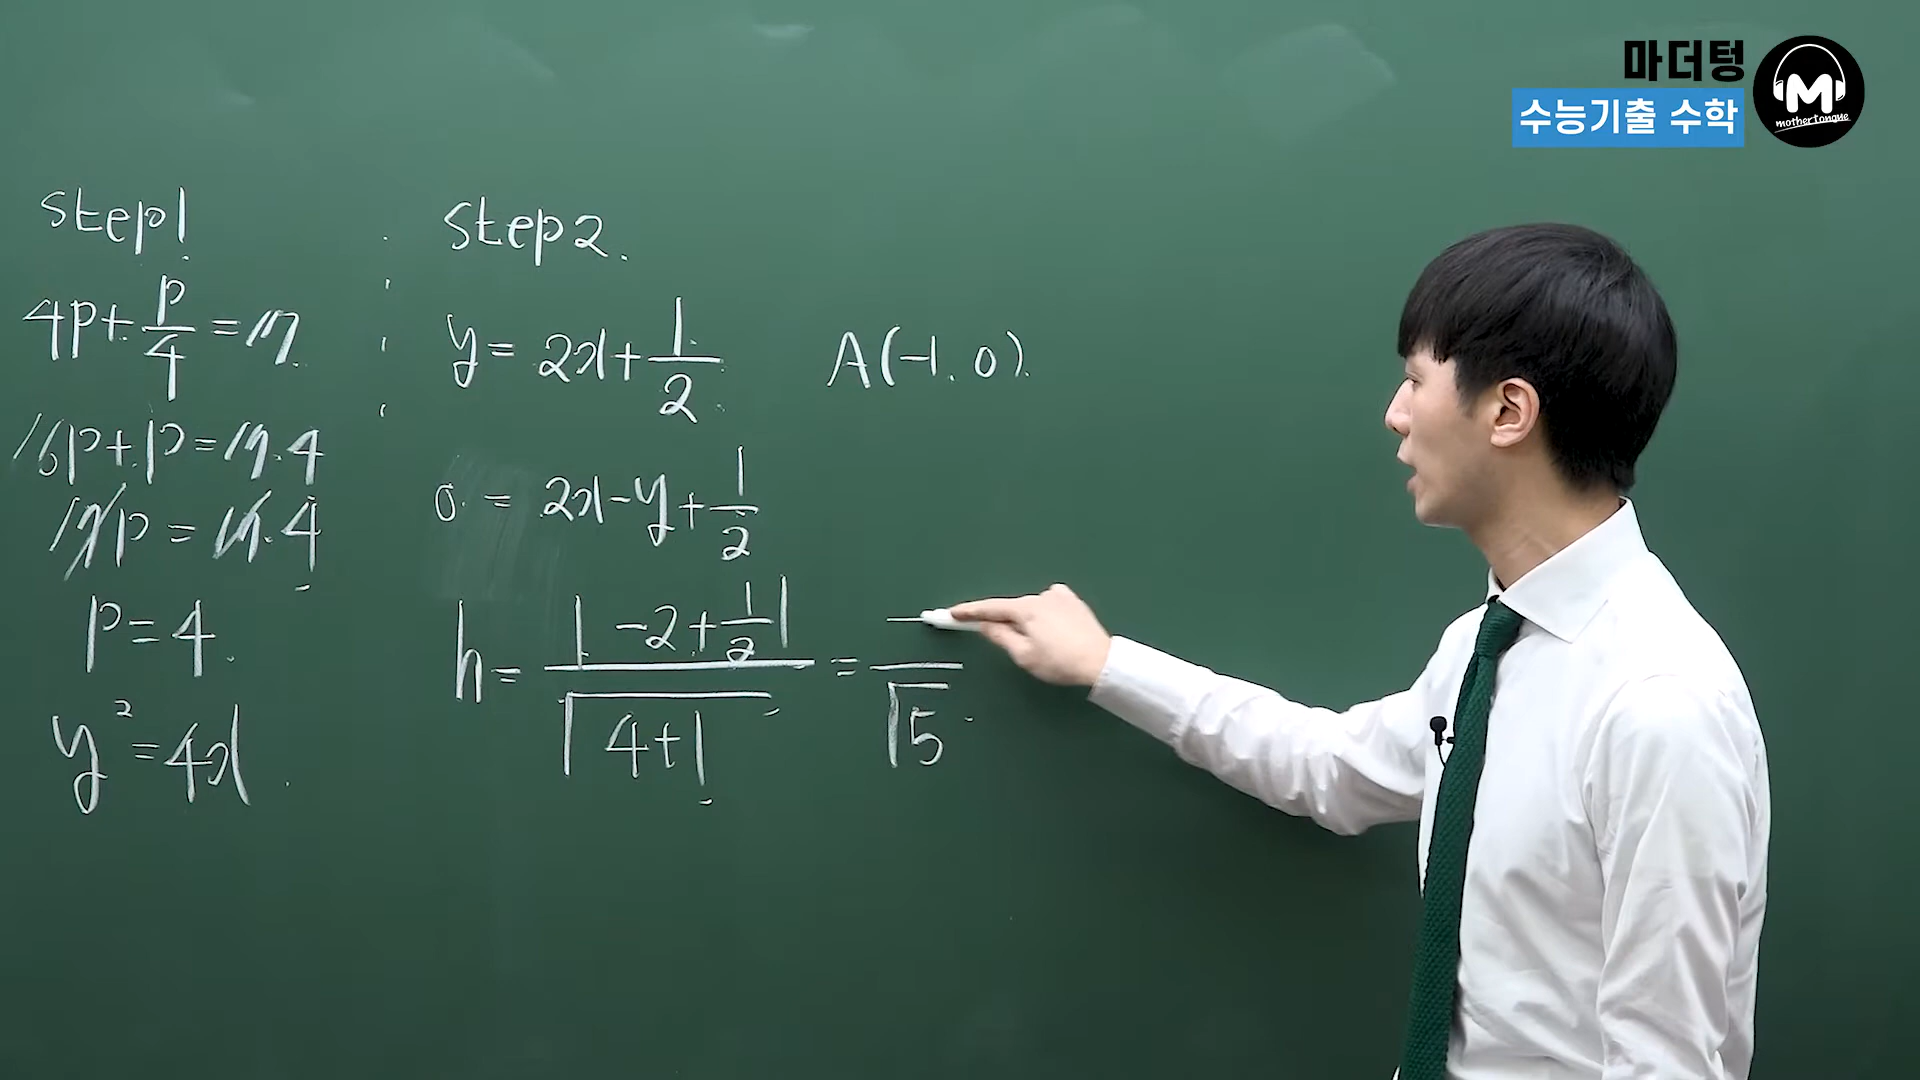 마더텅
수능기출 수학
M
mothertongue
Step1
4p+p/4=17
16p+p=17.4
17p=17.4
p=4
y²=4x
Step2.
y=2x+1/2
A(-1.0)
0=2x-y+1/2
h=|-2+1/2|/√4+1=—/√5